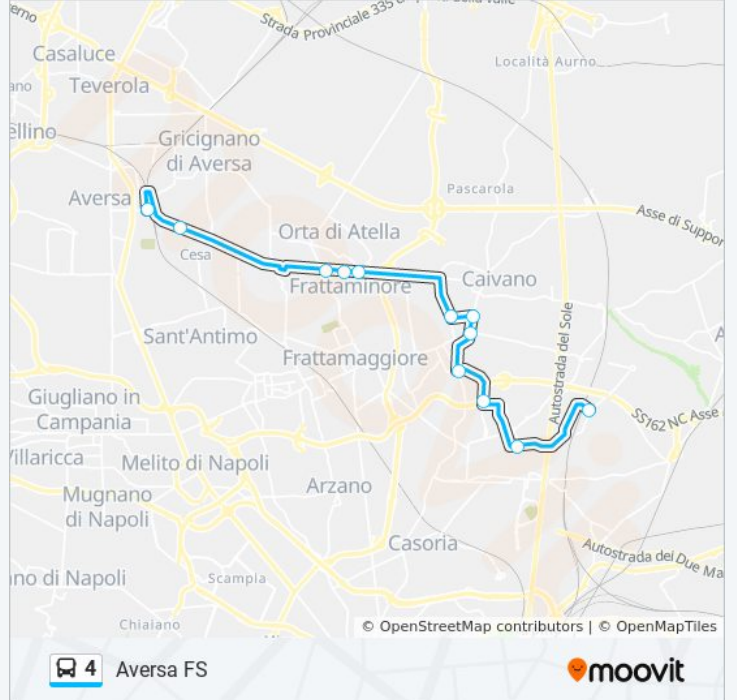 erno
Strada Provinciale 335
Casaluce
Località Aurno
Teverola
ano
ellino
Gricignano
di Aversa
Pascarola
Aversa
Asse di Suppor
Orta di Atella
Cesa
Caivano
Frattaminore
Autostrada del Sole
Sant'Antimo
Frattamaggiore
Giugliano in
Campania
SS162 NC Asse
Villaricca
Melito di Napoli
Arzano
Mugnano
di Napoli
Casoria
Autostrada dei Due Ma
no di Napoli
Scampia
Chiaiano
© OpenStreetMap contributors | © OpenMapTiles
4 Aversa FS
moovit